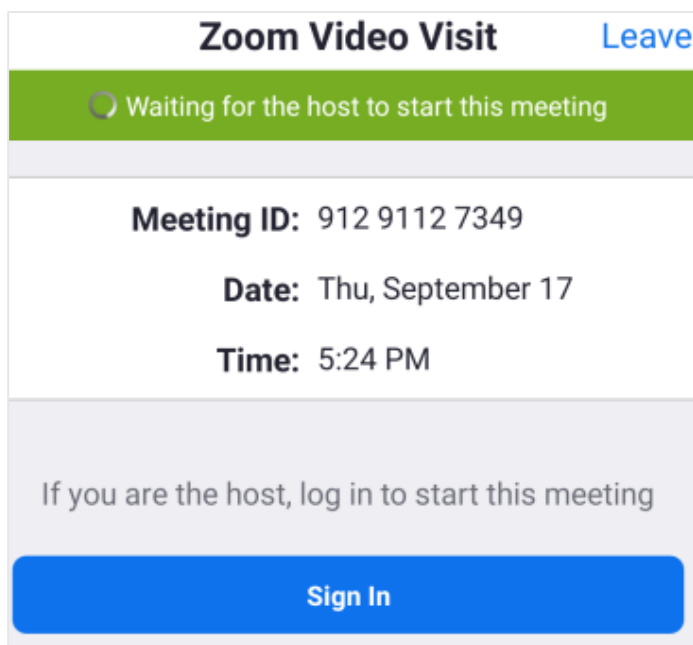 Zoom Video Visit Leave
Waiting for the host to start this meeting
Meeting ID: 912 9112 7349
Date: Thu, September 17
Time: 5:24 PM
If you are the host, log in to start this meeting
Sign In